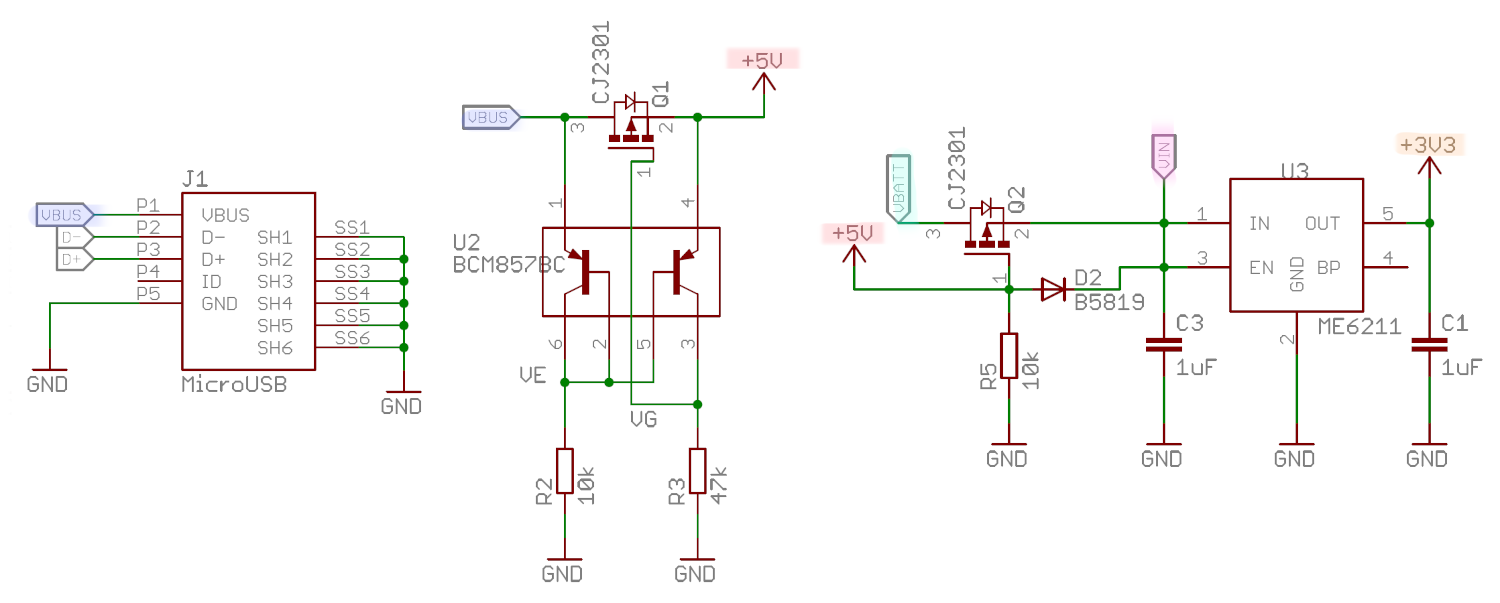 J1
VBUS
P1
P2
P3
P4
P5
D-
D+
VBUS
D-
D+
ID
GND
SH1
SH2
SH3
SH4
SH5
SH6
SS1
SS2
SS3
SS4
SS5
SS6
MicroUSB
GND
GND
VBUS
CJ2301
Q1
+5V
3
2
1
1
4
U2
BCM857BC
6
2
5
3
VE
VG
R2
10k
R3
47k
GND
GND
VBATT
CJ2301
Q2
+5V
3
2
1
D2
B5819
R5
10k
GND
VIN
C3
1uF
GND
U3
1
3
IN
EN
GND
OUT
BP
5
4
2
ME6211
GND
+3V3
C1
1uF
GND